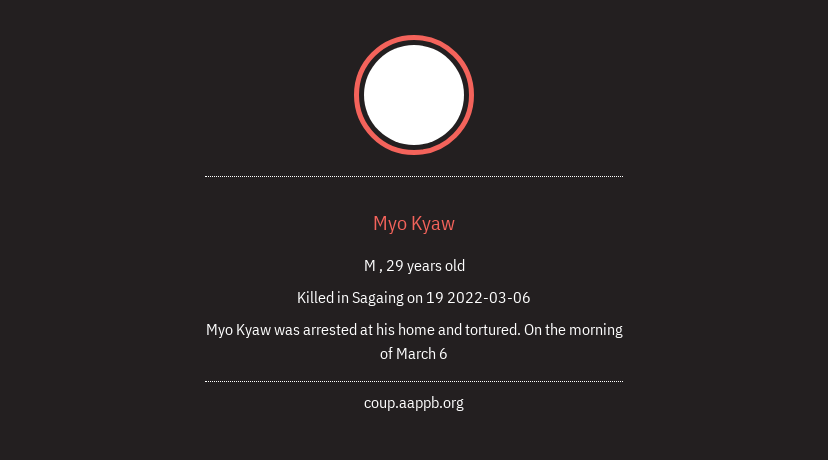 Myo Kyaw
M , 29 years old
Killed in Sagaing on 19 2022-03-06
Myo Kyaw was arrested at his home and tortured. On the morning
of March 6
coup.aappb.org